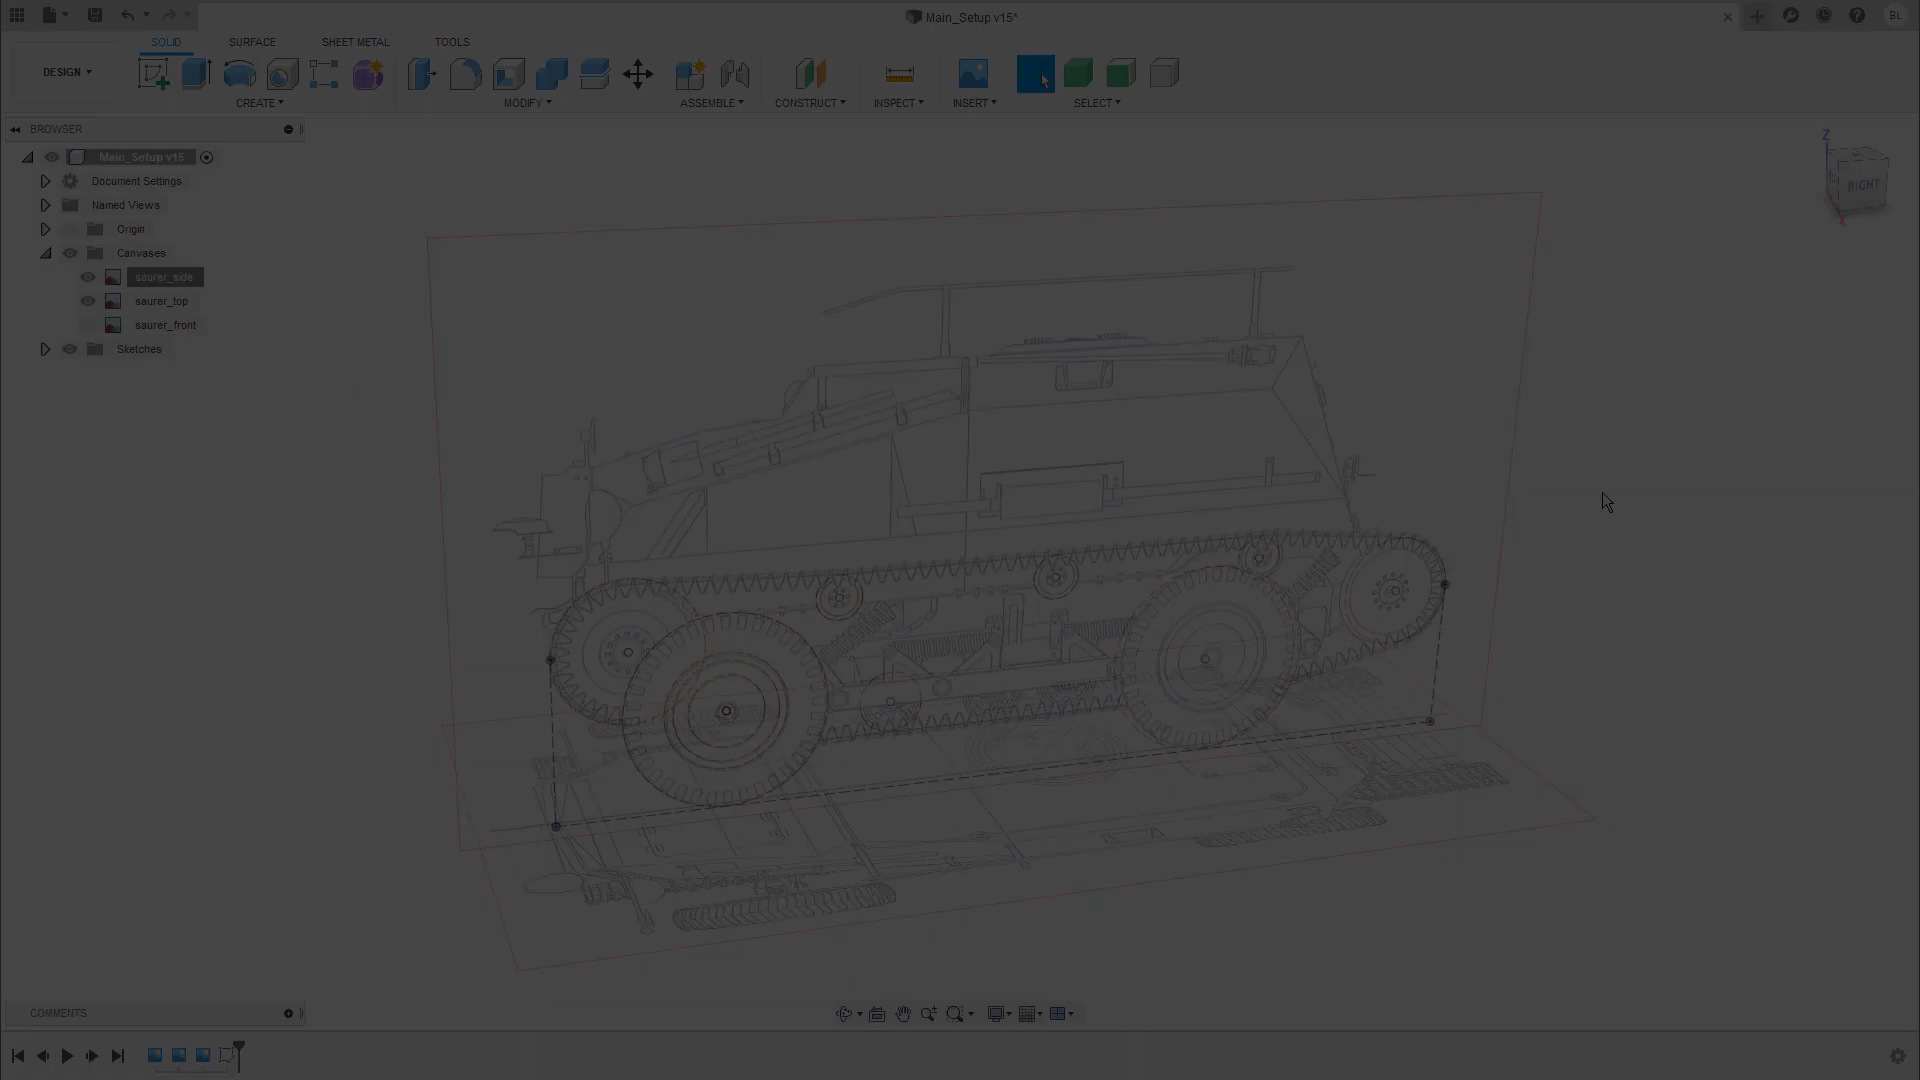 Main_Setup v15*
BL
SOLID
SURFACE
SHEET METAL
TOOLS
DESIGN
CREATE
MODIFY
ASSEMBLE
CONSTRUCT
INSPECT
INSERT
SELECT
BROWSER
Main_Setup v15
Document Settings
Named Views
Origin
Canvases
saurer_side
saurer_top
saurer_front
Sketches
Z
RIGHT
X
COMMENTS